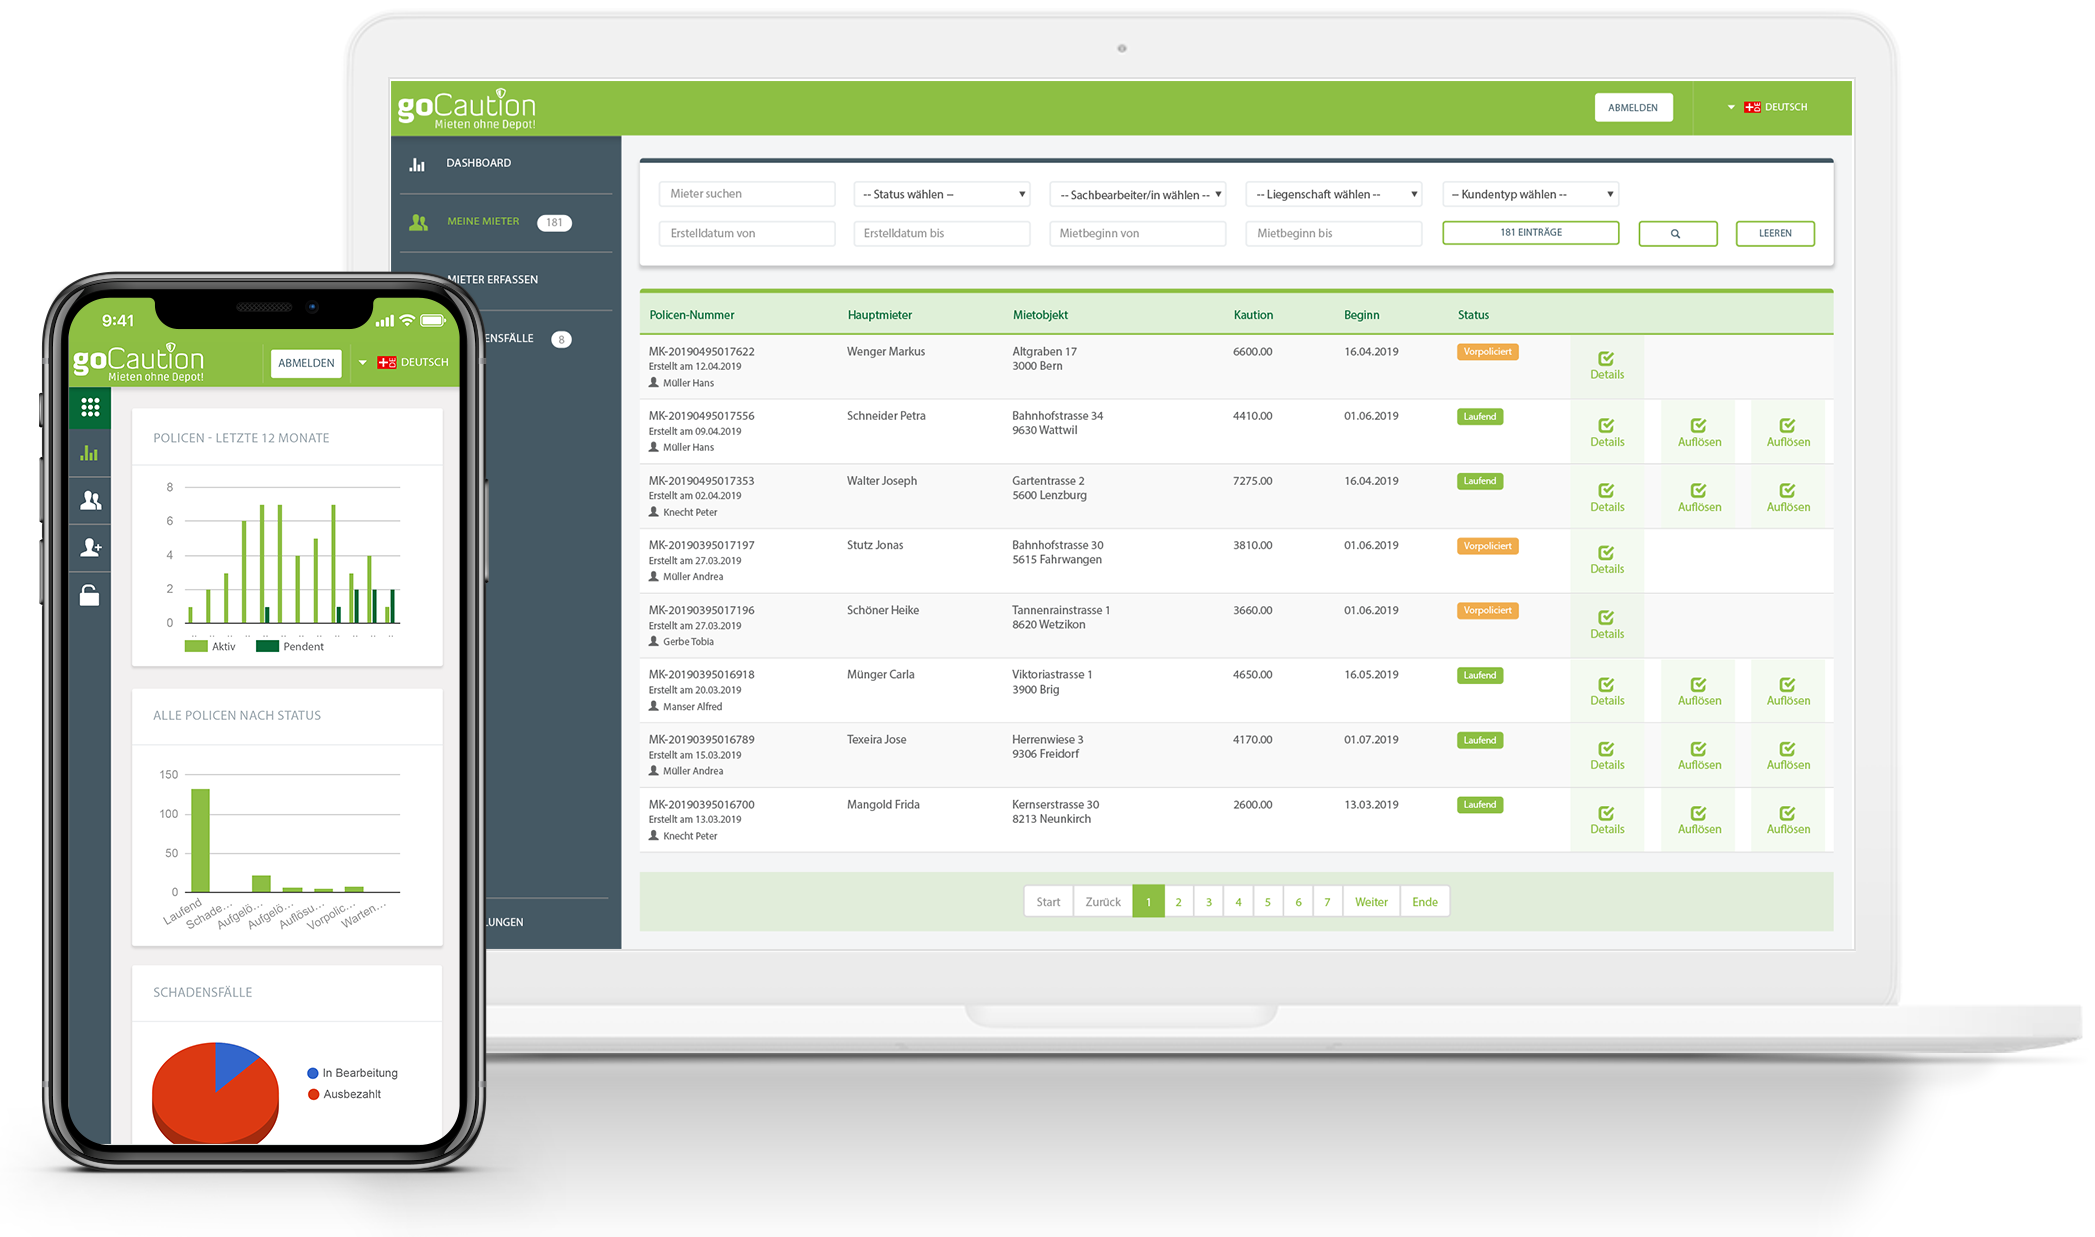 goCaution
Mieten ohne Depot!
ABMELDEN
DEUTSCH
DASHBOARD
MEINE MIETER 181
MIETER ERFASSEN
ENSFÄLLE 8
LUNGEN
Mieter suchen
-- Status wählen --
-- Sachbearbeiter/in wählen --
-- Liegenschaft wählen --
-- Kundentyp wählen --
Erstelldatum von
Erstelldatum bis
Mietbeginn von
Mietbeginn bis
181 EINTRÄGE
LEEREN
Policen-Nummer Hauptmieter Mietobjekt Kaution Beginn Status
MK-20190495017622 Wenger Markus Altgraben 17 6600.00 16.04.2019 Vorpoliciert
Erstellt am 12.04.2019 3000 Bern Details
Müller Hans
MK-20190495017556 Schneider Petra Bahnhofstrasse 34 4410.00 01.06.2019 Laufend
Erstellt am 09.04.2019 9630 Wattwil Details Auflösen Auflösen
Müller Hans
MK-20190495017353 Walter Joseph Gartentrasse 2 7275.00 16.04.2019 Laufend
Erstellt am 02.04.2019 5600 Lenzburg Details Auflösen Auflösen
Knecht Peter
MK-20190395017197 Stutz Jonas Bahnhofstrasse 30 3810.00 01.06.2019 Vorpoliciert
Erstellt am 27.03.2019 5615 Fahrwangen Details
Müller Andrea
MK-20190395017196 Schöner Heike Tannenrainstrasse 1 3660.00 01.06.2019 Vorpoliciert
Erstellt am 27.03.2019 8620 Wetzikon Details
Gerbe Tobia
MK-20190395016918 Münger Carla Viktoriastrasse 1 4650.00 16.05.2019 Laufend
Erstellt am 20.03.2019 3900 Brig Details Auflösen Auflösen
Manser Alfred
MK-20190395016789 Texeira Jose Herrenwiese 3 4170.00 01.07.2019 Laufend
Erstellt am 15.03.2019 9306 Freidorf Details Auflösen Auflösen
Müller Andrea
MK-20190395016700 Mangold Frida Kernserstrasse 30 2600.00 13.03.2019 Laufend
Erstellt am 13.03.2019 8213 Neunkirch Details Auflösen Auflösen
Knecht Peter
Start Zurück 1 2 3 4 5 6 7 Weiter Ende
9:41
goCaution
Mieten ohne Depot!
ABMELDEN
DE DEUTSCH
POLICEN - LETZTE 12 MONATE
8
6
4
2
0
Aktiv Pendent
ALLE POLICEN NACH STATUS
150
100
50
0
Laufend Schade... Aufgelö... Aufgelö... Auflösu... Vorpolic... Warten...
SCHADENSFÄLLE
In Bearbeitung
Ausbezahlt